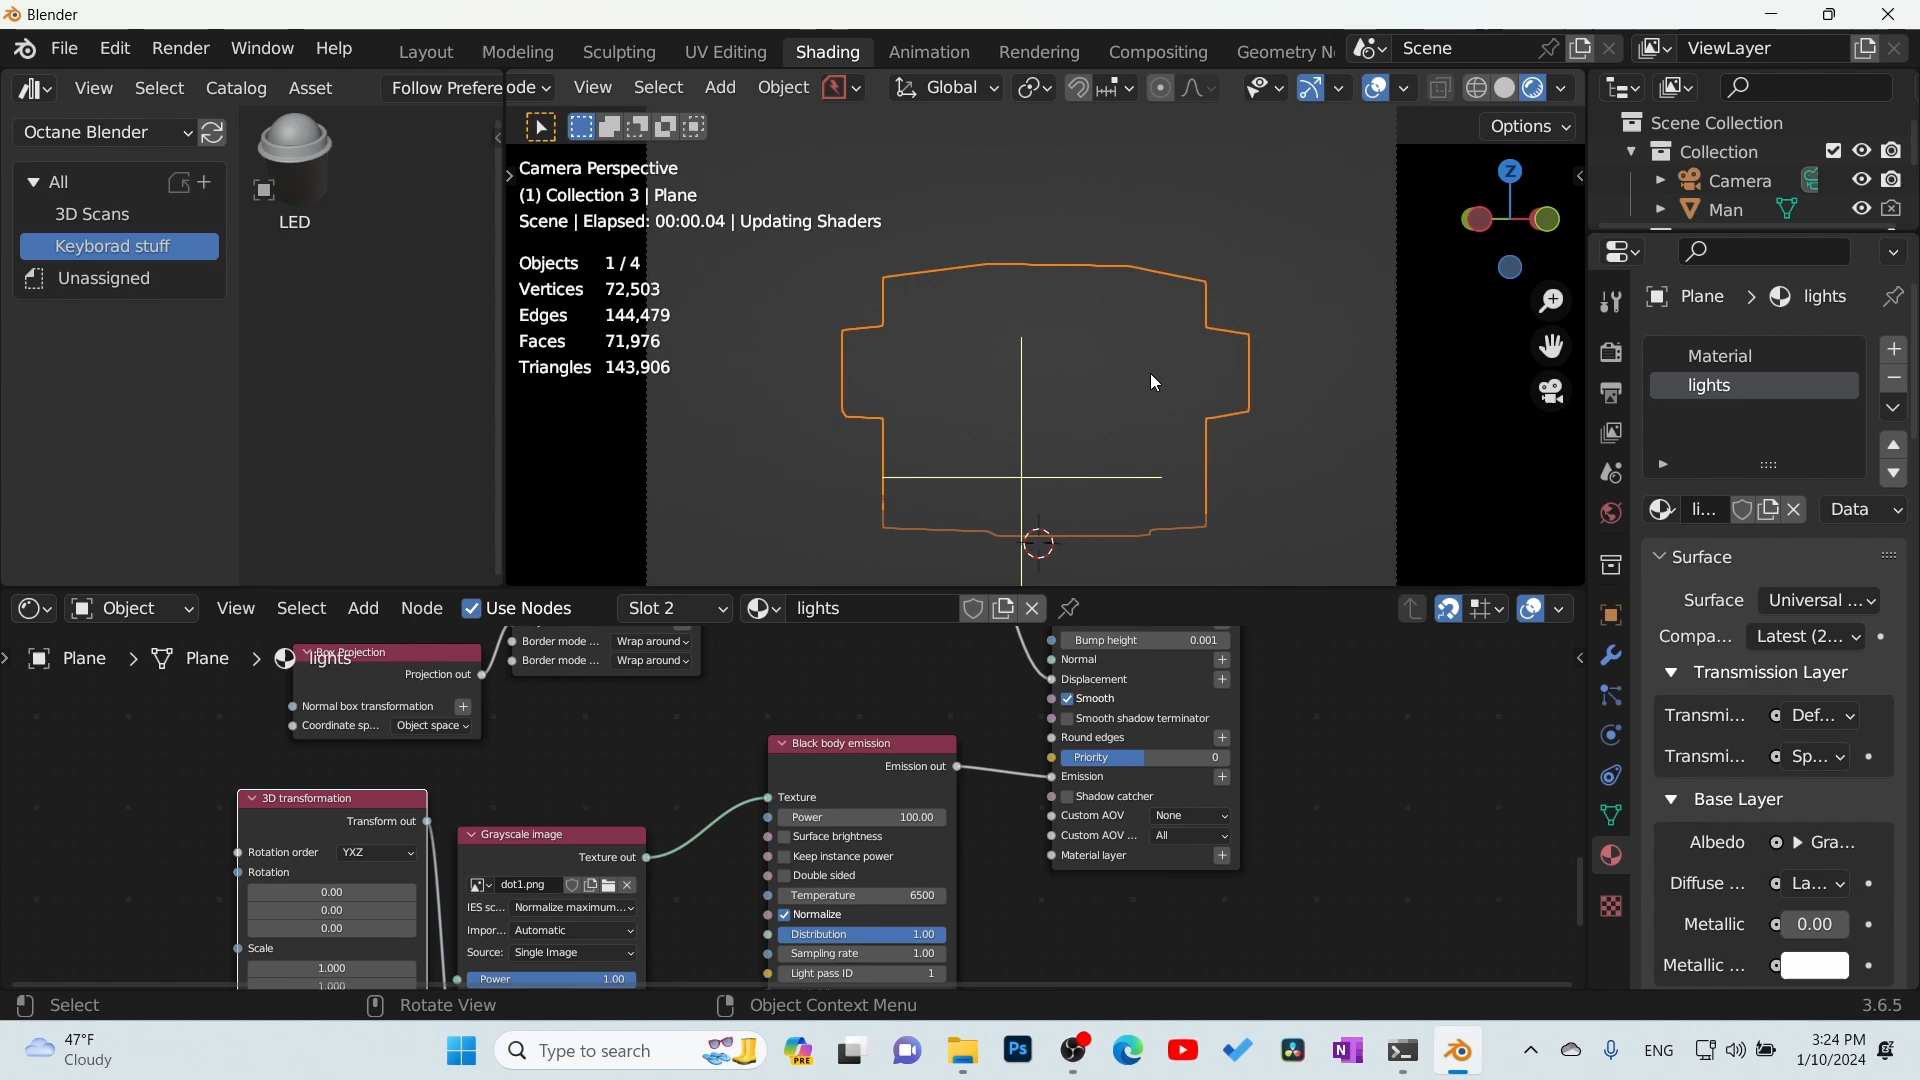 Blender
File Edit Render Window Help Layout Modeling Sculpting UV Editing Shading Animation Rendering Compositing Geometry N Scene ViewLayer
View Select Catalog Asset Follow Prefere ode View Select Add Object Global
Octane Blender
Options
All
3D Scans
Keyborad stuff
Unassigned
LED
Camera Perspective
(1) Collection 3 | Plane
Scene | Elapsed: 00:00.04 | Updating Shaders
Objects 1 / 4
Vertices 72,503
Edges 144,479
Faces 71,976
Triangles 143,906
Z
Scene Collection
Collection
Camera
Man
Plane > lights
Material
lights
li... Data
Surface
Surface Universal ...
Compa... Latest (2...
Transmission Layer
Transmi... Def...
Transmi... Sp...
Base Layer
Albedo Gra...
Diffuse ... La...
Metallic 0.00
Metallic ...
Object View Select Add Node Use Nodes Slot 2 lights
Plane > Plane > lights
Box Projection
Projection out
Normal box transformation
Coordinate sp... Object space
Border mode ... Wrap around
Border mode ... Wrap around
3D transformation
Transform out
Rotation order YXZ
Rotation
0.00
0.00
0.00
Scale
1.000
1.000
Grayscale image
Texture out
dot1.png
IES sc... Normalize maximum...
Impor... Automatic
Source: Single Image
Power 1.00
Black body emission
Emission out
Texture
Power 100.00
Surface brightness
Keep instance power
Double sided
Temperature 6500
Normalize
Distribution 1.00
Sampling rate 1.00
Light pass ID 1
Bump height 0.001
Normal
Displacement
Smooth
Smooth shadow terminator
Round edges
Priority 0
Emission
Shadow catcher
Custom AOV None
Custom AOV ... All
Material layer
Select Rotate View Object Context Menu 3.6.5
47°F
Cloudy
Type to search
PRE
Ps
ENG
3:24 PM
1/10/2024